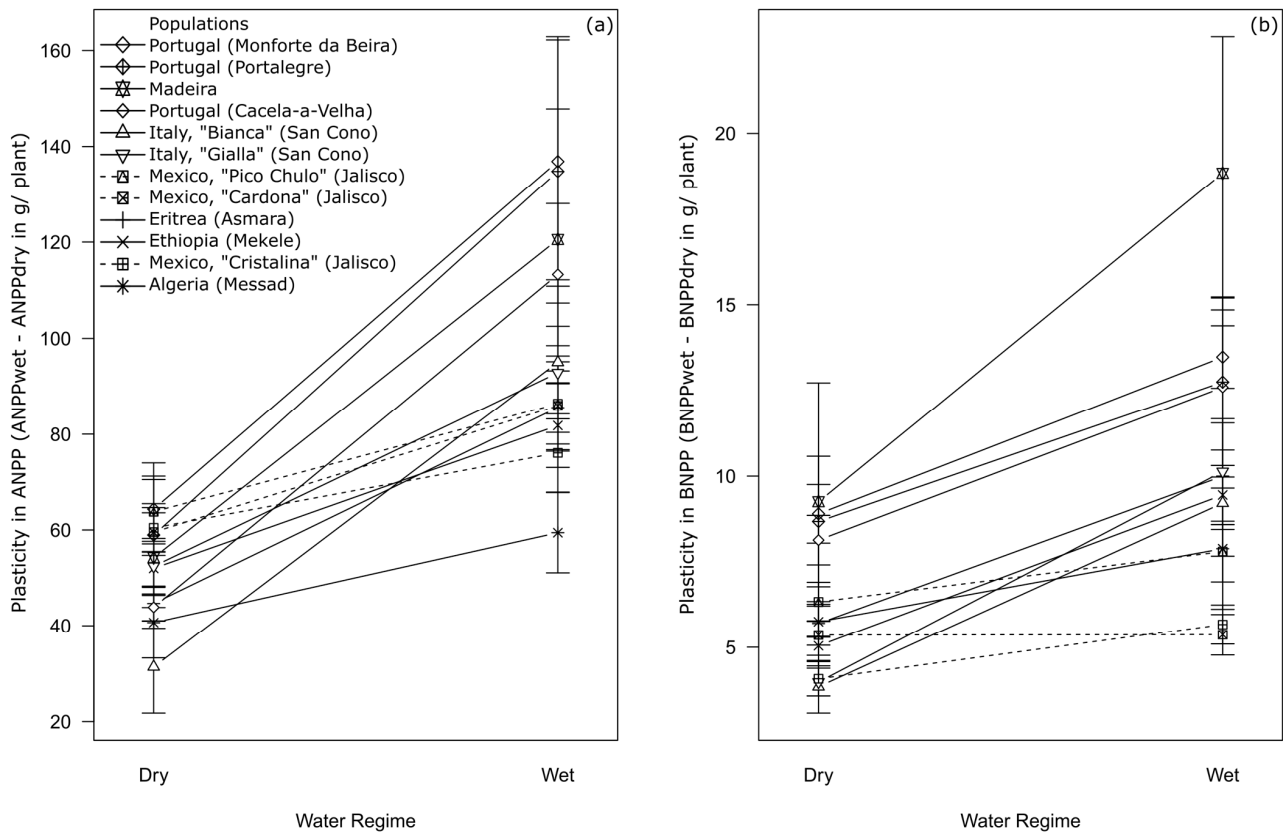 (a)
Populations
Portugal (Monforte da Beira)
Portugal (Portalegre)
Madeira
Portugal (Cacela-a-Velha)
Italy, "Bianca" (San Cono)
Italy, "Gialla" (San Cono)
Mexico, "Pico Chulo" (Jalisco)
Mexico, "Cardona" (Jalisco)
Eritrea (Asmara)
Ethiopia (Mekele)
Mexico, "Cristalina" (Jalisco)
Algeria (Messad)
Plasticity in ANPP (ANPPwet - ANPPdry in g/ plant)
160
140
120
100
80
60
40
20
Dry
Wet
Water Regime
(b)
Plasticity in BNPP (BNPPwet - BNPPdry in g/ plant)
20
15
10
5
Dry
Wet
Water Regime